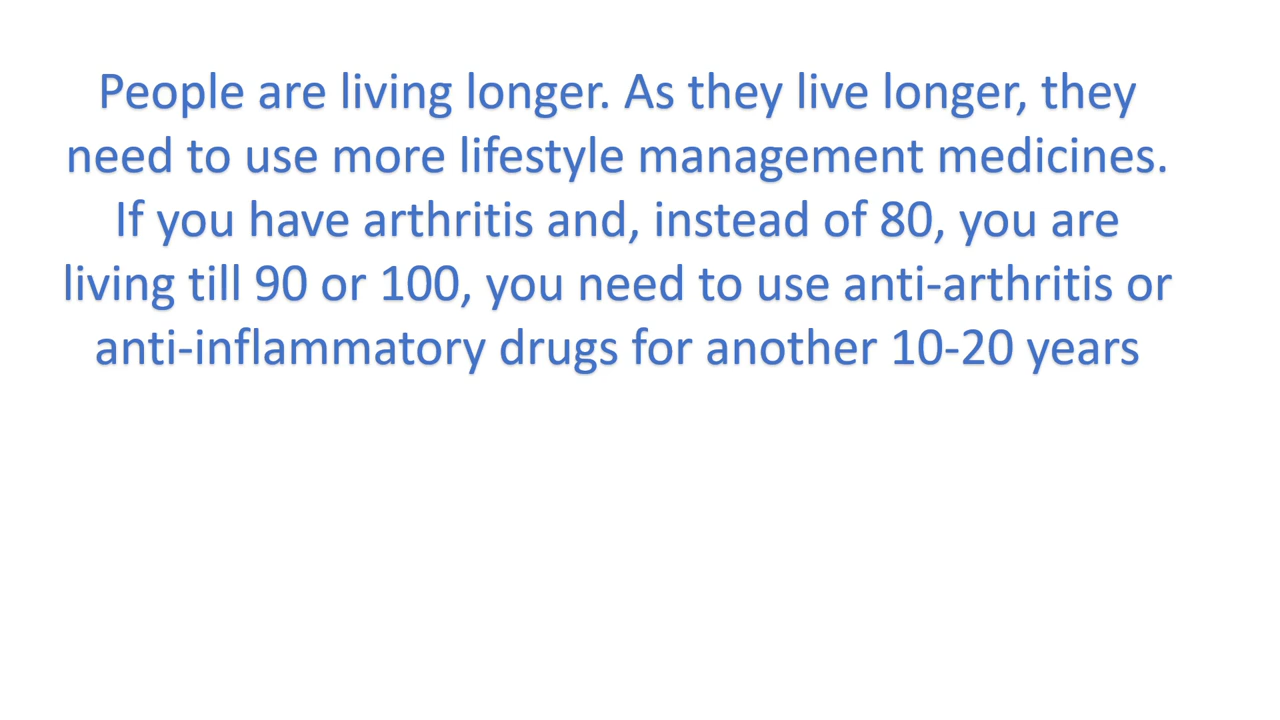 People are living longer. As they live longer, they
need to use more lifestyle management medicines.
If you have arthritis and, instead of 80, you are
living till 90 or 100, you need to use anti-arthritis or
anti-inflammatory drugs for another 10-20 years